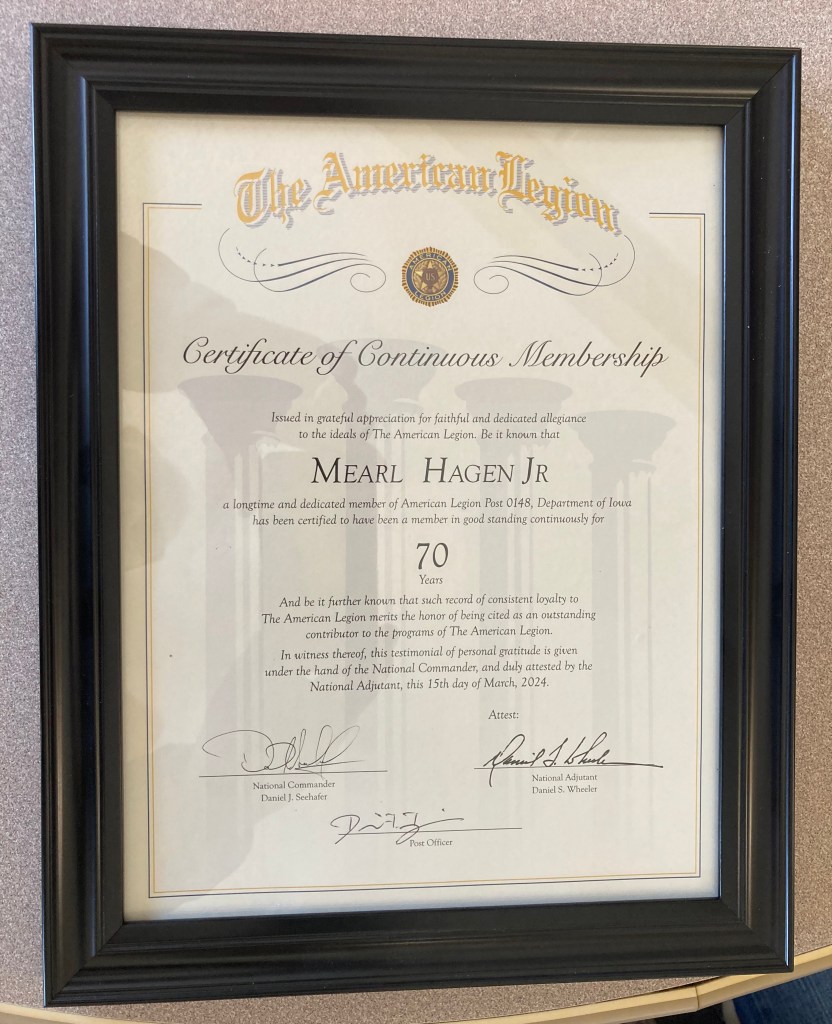 The American Legion
AMERICAN
US
LEGION
Certificate of Continuous Membership
Issued in grateful appreciation for faithful and dedicated allegiance
to the ideals of The American Legion. Be it known that
MEARL HAGEN JR
a longtime and dedicated member of American Legion Post 0148, Department of Iowa
has been certified to have been a member in good standing continuously for
70
Years
And be it further known that such record of consistent loyalty to
The American Legion merits the honor of being cited as an outstanding
contributor to the programs of The American Legion.
In witness thereof, this testimonial of personal gratitude is given
under the hand of the National Commander, and duly attested by the
National Adjutant, this 15th day of March, 2024.
Attest:
Daniel S. Wheeler
National Commander
Daniel J. Seehafer
National Adjutant
Daniel S. Wheeler
Post Officer